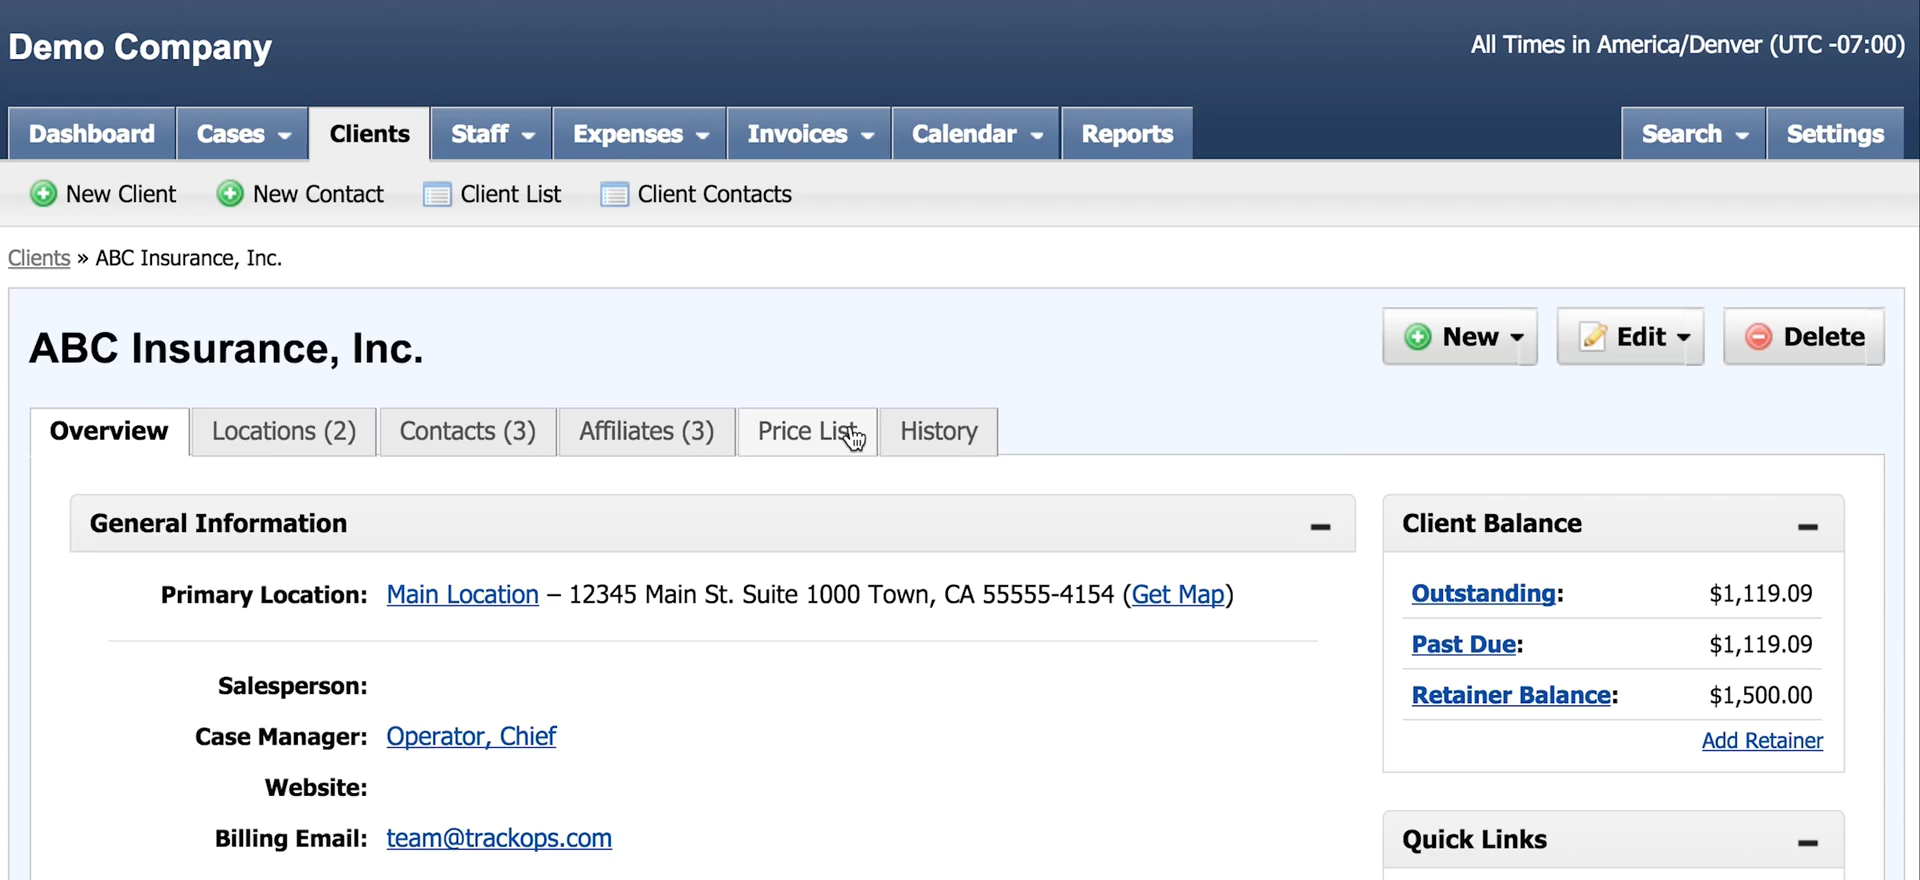 Demo Company
All Times in America/Denver (UTC -07:00)
Dashboard Cases Clients Staff Expenses Invoices Calendar Reports Search Settings
New Client New Contact Client List Client Contacts
Clients » ABC Insurance, Inc.
ABC Insurance, Inc.
New Edit Delete
Overview Locations (2) Contacts (3) Affiliates (3) Price List History
General Information
Primary Location: Main Location – 12345 Main St. Suite 1000 Town, CA 55555-4154 (Get Map)
Salesperson:
Case Manager: Operator, Chief
Website:
Billing Email: team@trackops.com
Client Balance
Outstanding: $1,119.09
Past Due: $1,119.09
Retainer Balance: $1,500.00
Add Retainer
Quick Links